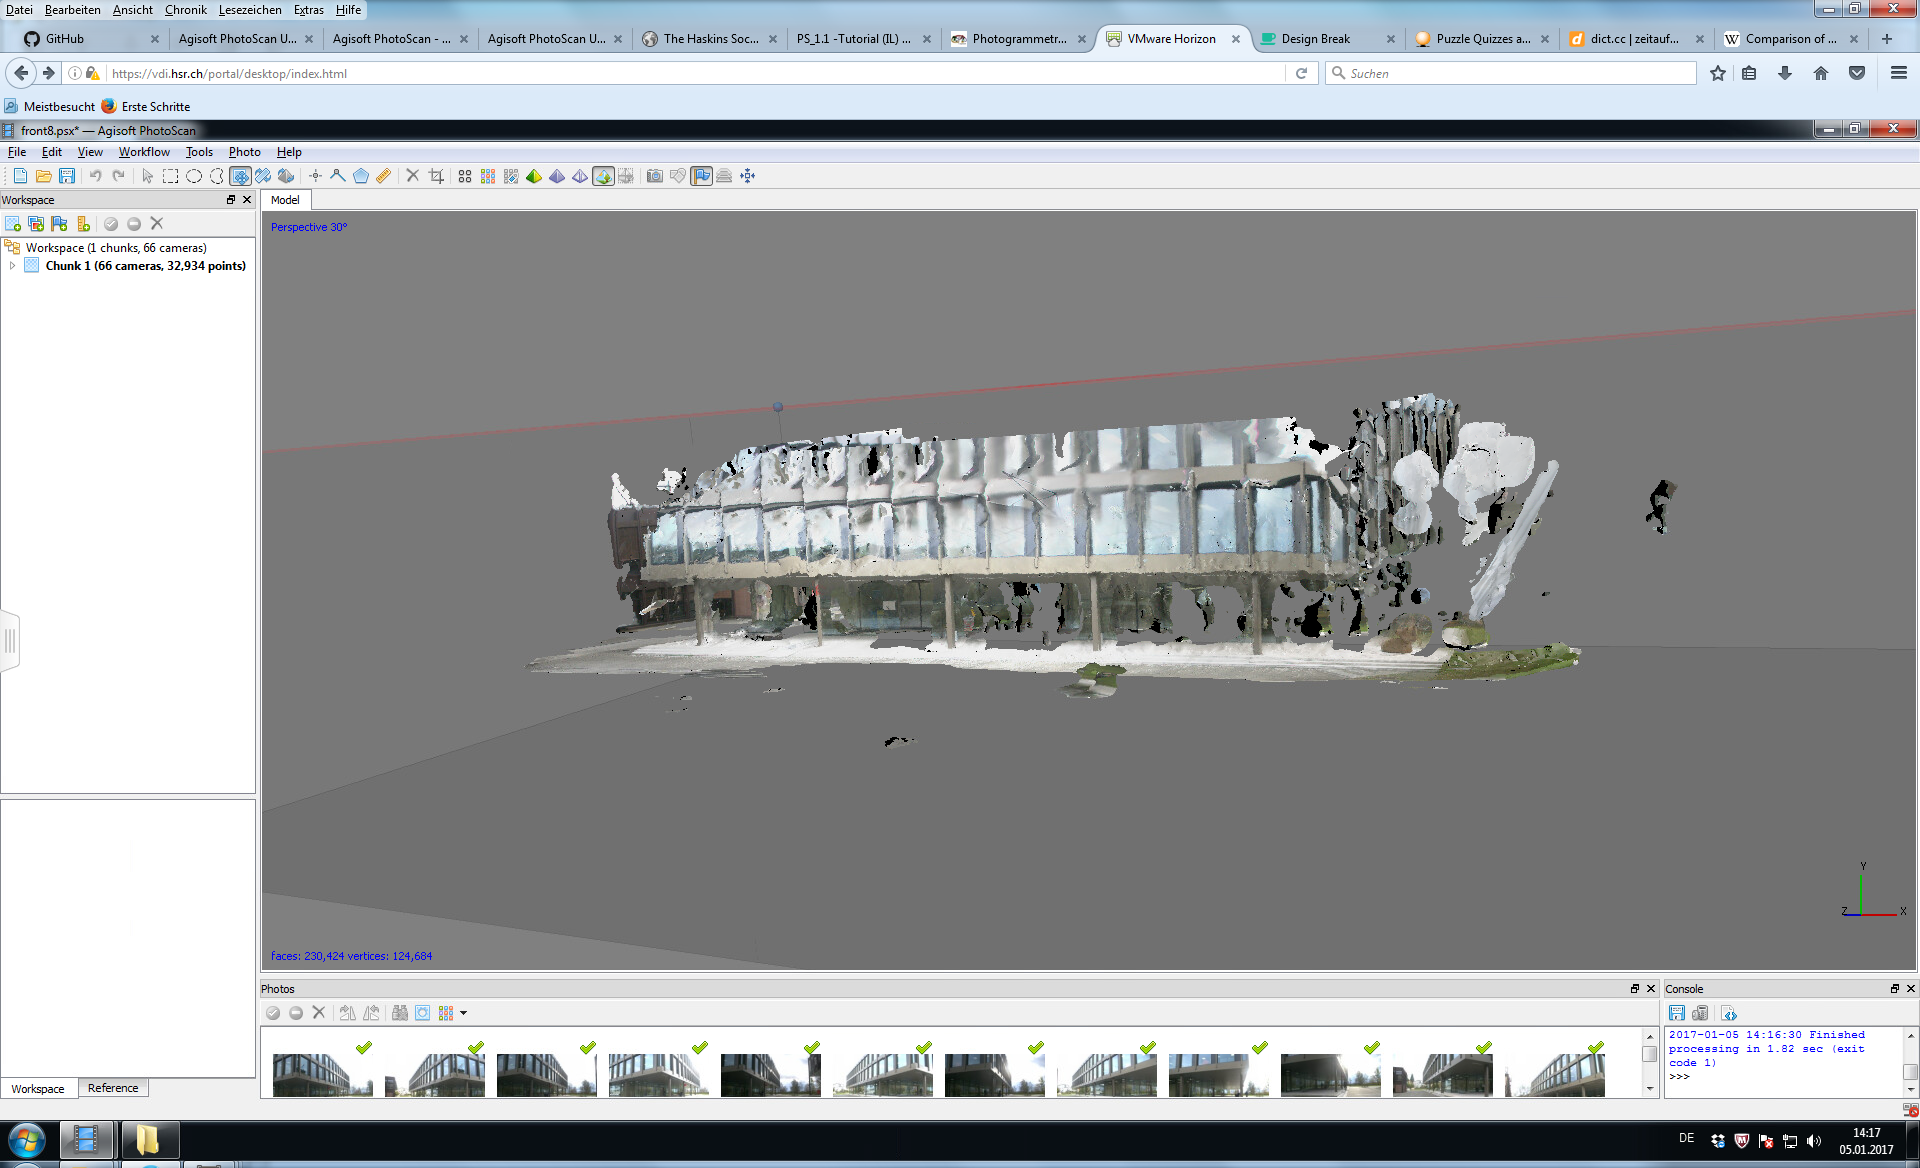 Datei Bearbeiten Ansicht Chronik Lesezeichen Extras Hilfe
GitHub
Agisoft PhotoScan U...
Agisoft PhotoScan - ...
Agisoft PhotoScan U...
The Haskins Soc...
PS_1.1 -Tutorial (IL) ...
Photogrammetr...
VMware Horizon
Design Break
Puzzle Quizzes a...
dict.cc | zeitauf...
Comparison of ...
https://vdi.hsr.ch/portal/desktop/index.html
Suchen
Meistbesucht Erste Schritte
front8.psx* — Agisoft PhotoScan
File Edit View Workflow Tools Photo Help
Workspace
Model
Perspective 30°
Workspace (1 chunks, 66 cameras)
Chunk 1 (66 cameras, 32,934 points)
Y
Z
X
faces: 230,424 vertices: 124,684
Photos
Console
2017-01-05 14:16:30 Finished
processing in 1.82 sec (exit
code 1)
>>>
Workspace Reference
DE
14:17
05.01.2017